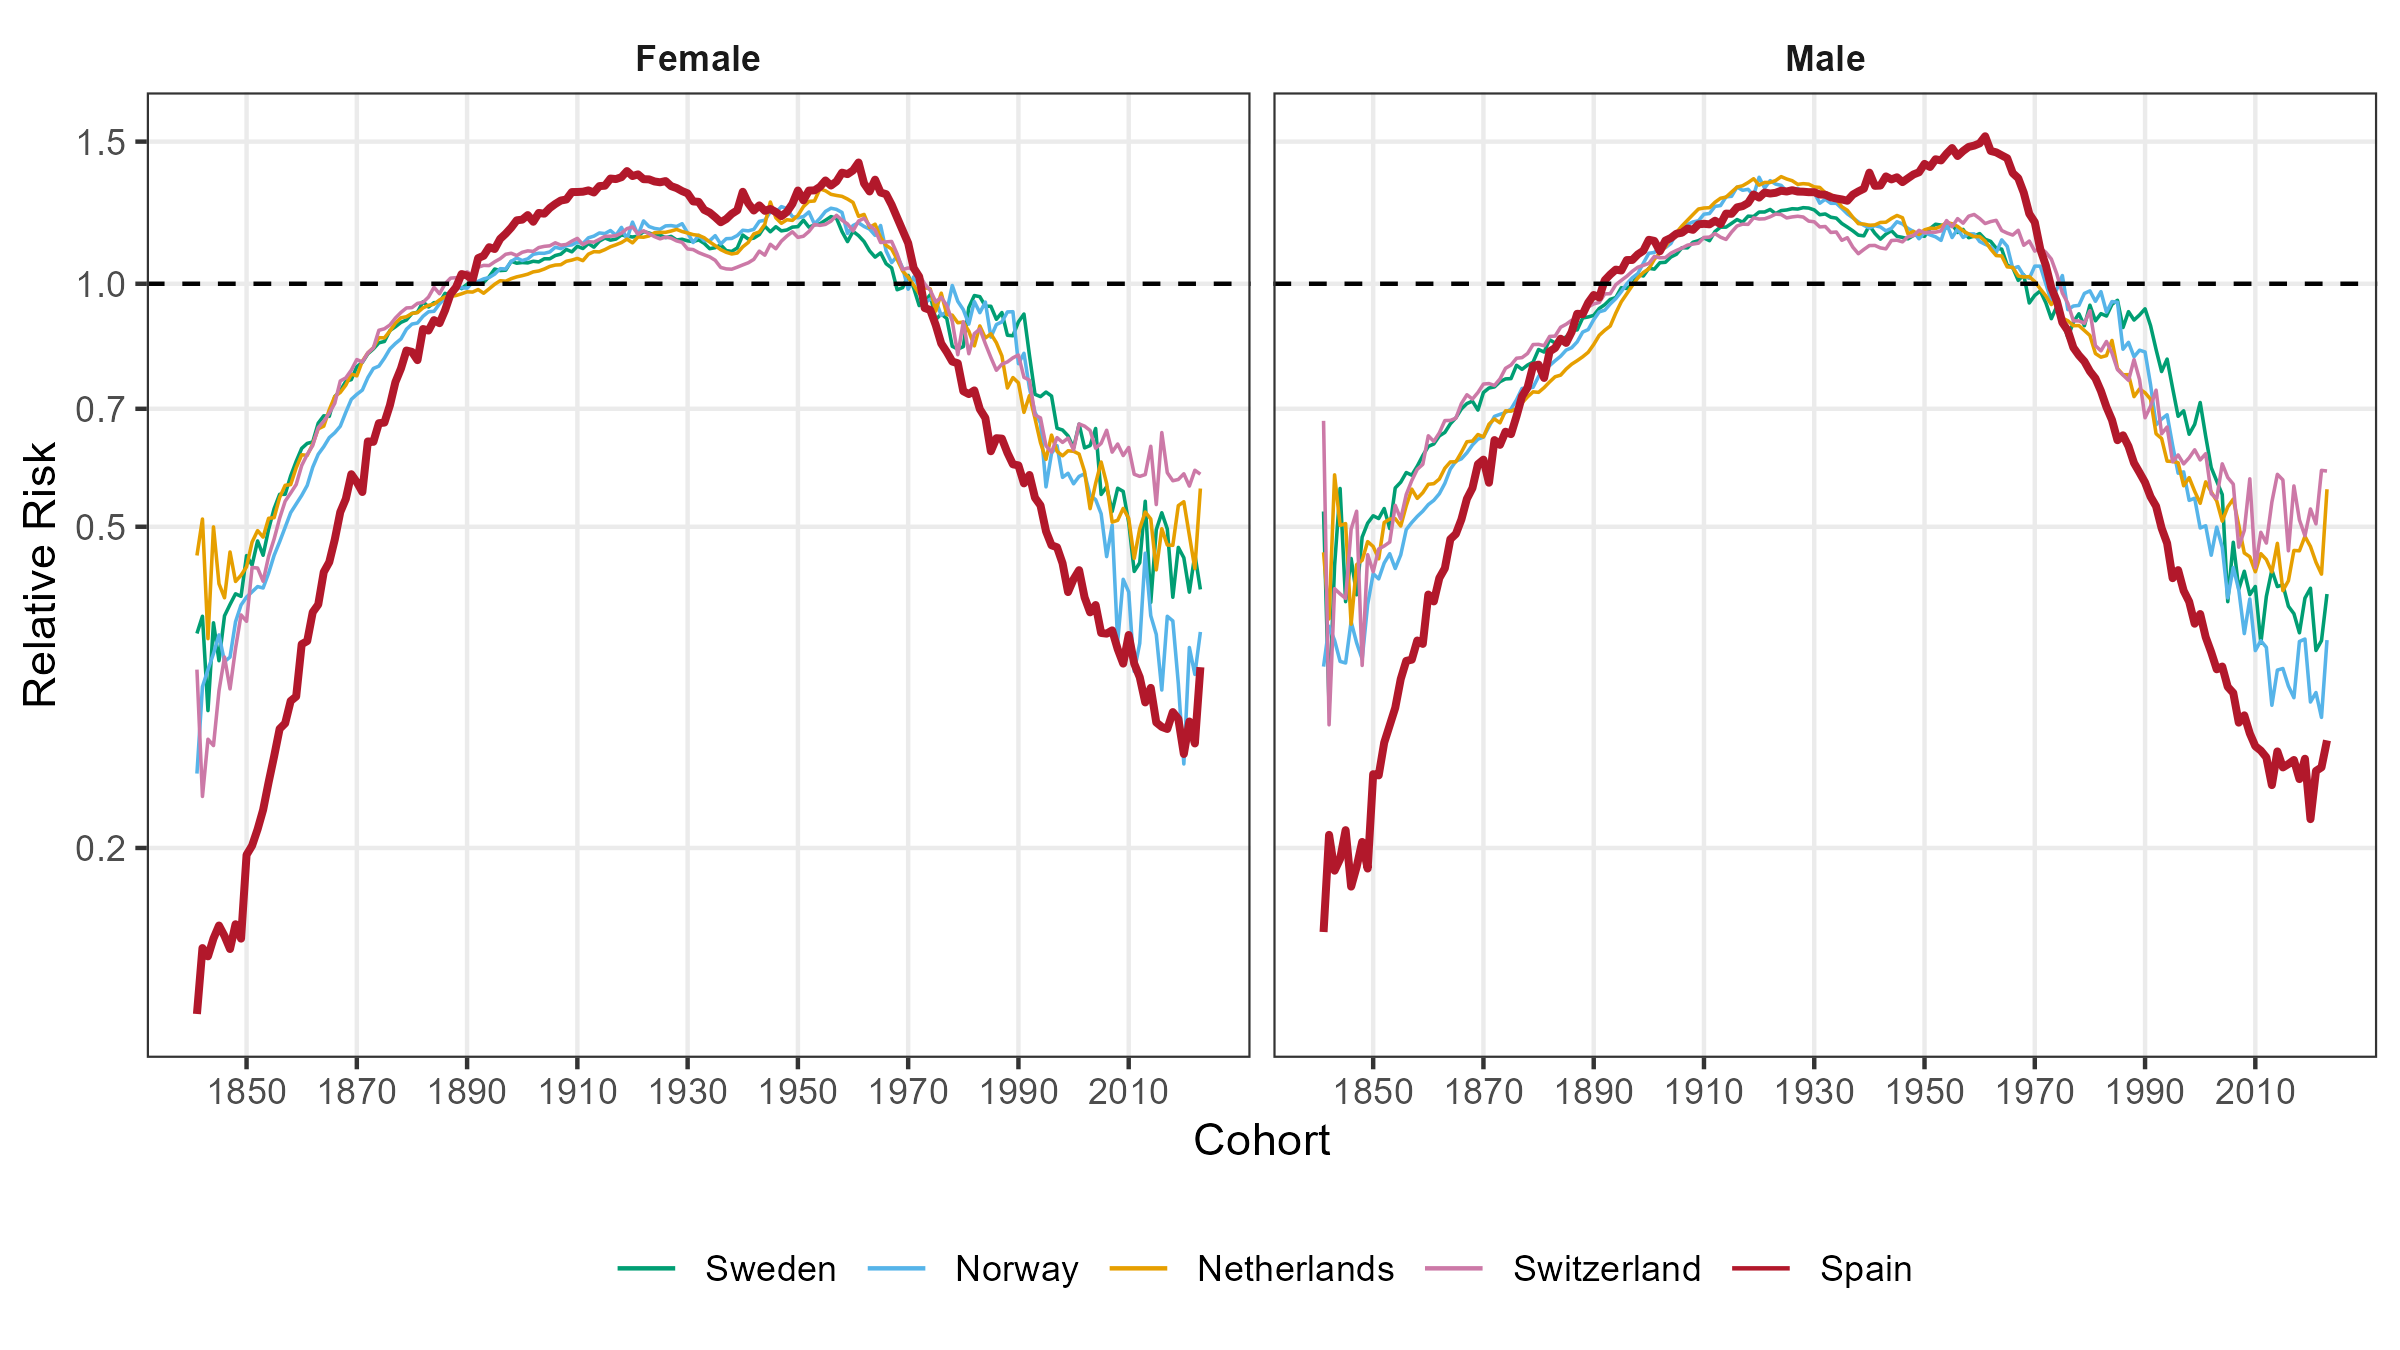 Female Male
1.5
1.0
0.7
0.5
0.2
Relative Risk
1850 1870 1890 1910 1930 1950 1970 1990 2010 1850 1870 1890 1910 1930 1950 1970 1990 2010
Cohort
Sweden Norway Netherlands Switzerland Spain